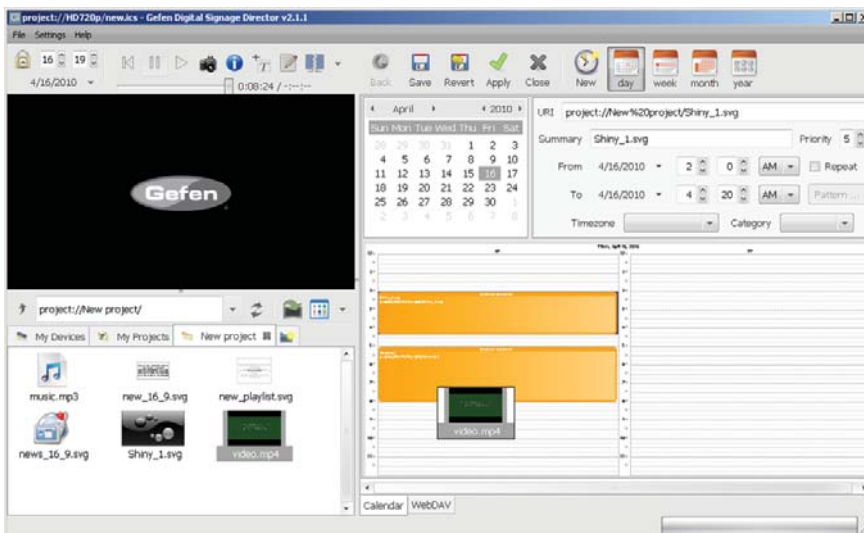 project://HD720p/new.ics - Gefen Digital Signage Director v2.1.1
File Settings Help
16 19
4/16/2010
0:08:24 / -:--:--
Back Save Revert Apply Close New day week month year
Gefen
April 2010
Sun Mon Tue Wed Thu Fri Sat
28 29 30 31 1 2 3
4 5 6 7 8 9 10
11 12 13 14 15 16 17
18 19 20 21 22 23 24
25 26 27 28 29 30 1
2 3 4 5 6 7 8
URI project://New%20project/Shiny_1.svg
Summary Shiny_1.svg Priority 5
From 4/16/2010 2 0 AM Repeat
To 4/16/2010 4 20 AM Pattern ...
Timezone Category
project://New project/
My Devices My Projects New project
music.mp3 new_16_9.svg new_playlist.svg
news_16_9.svg Shiny_1.svg video.mp4
video.mp4
Calendar WebDAV